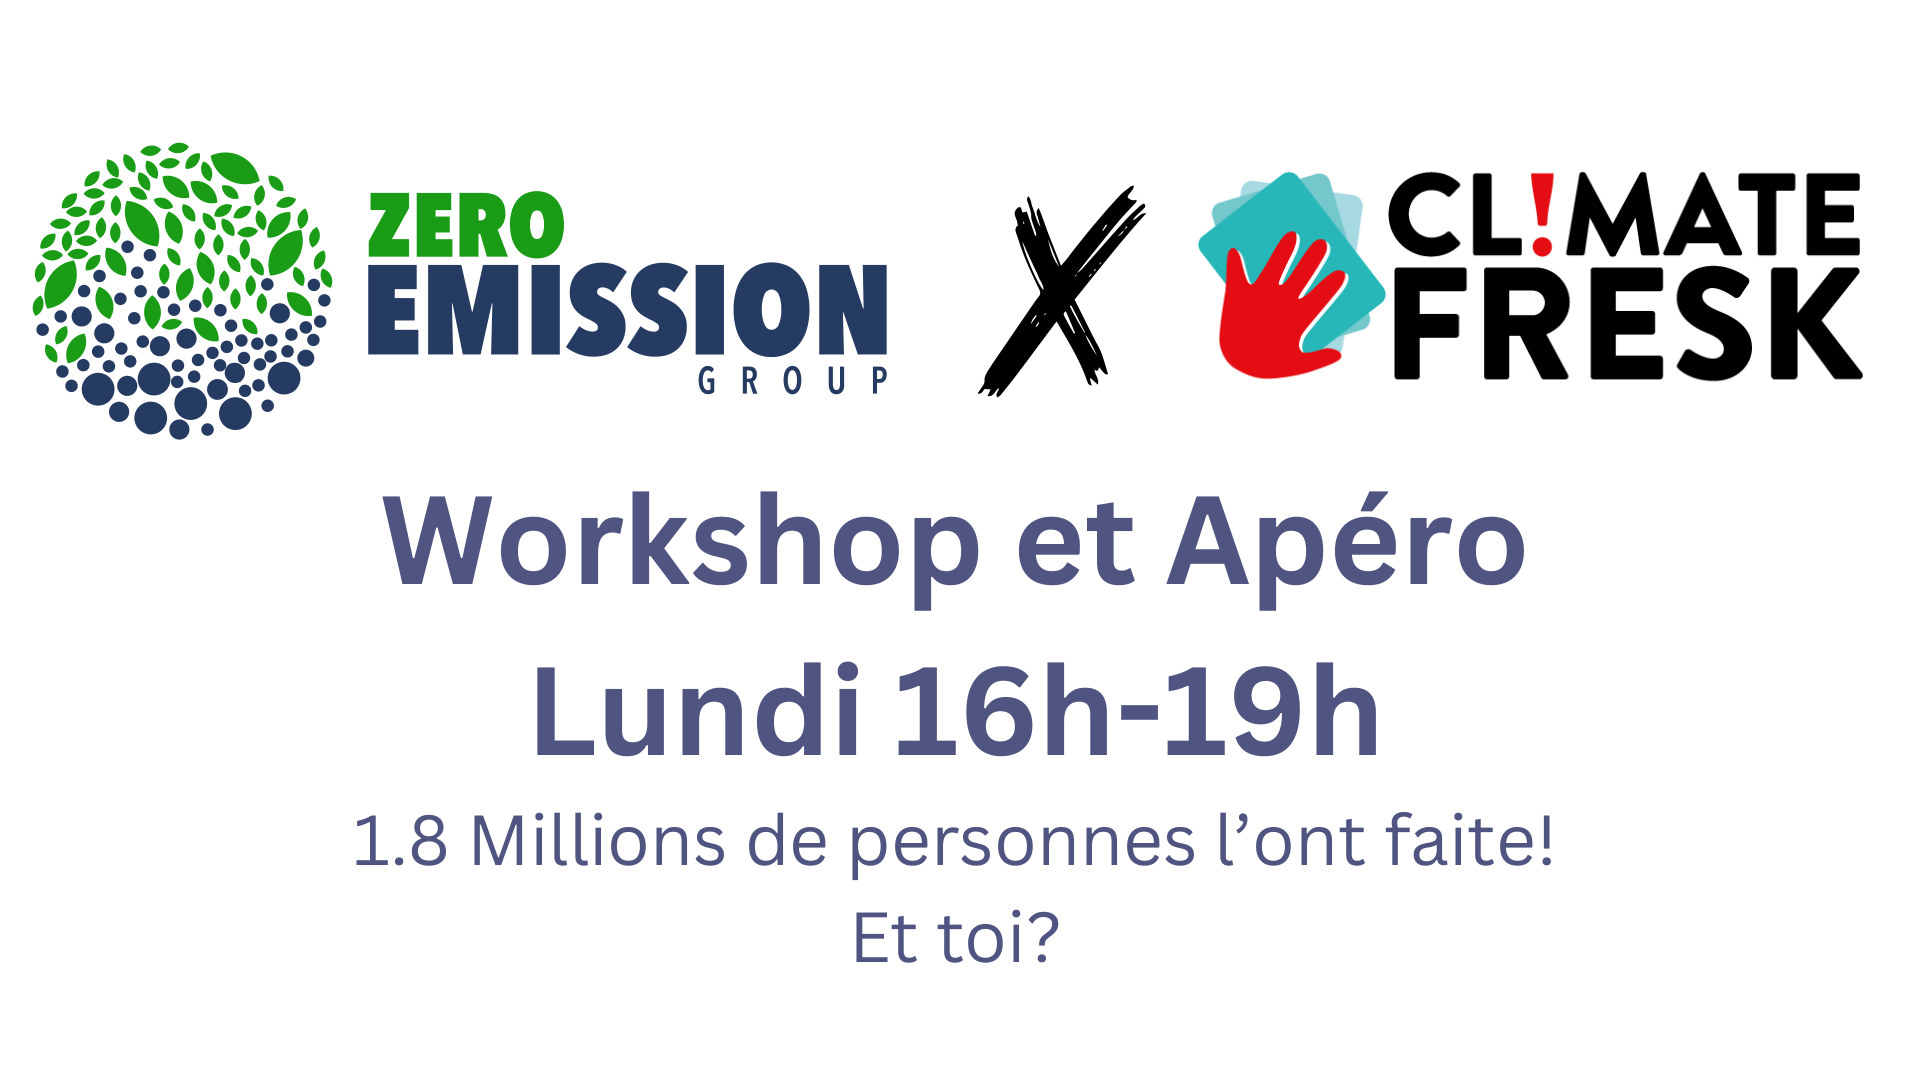 ZERO
EMISSION
GROUP
X
CL!MATE
FRESK
Workshop et Apéro
Lundi 16h-19h
1.8 Millions de personnes l’ont faite!
Et toi?